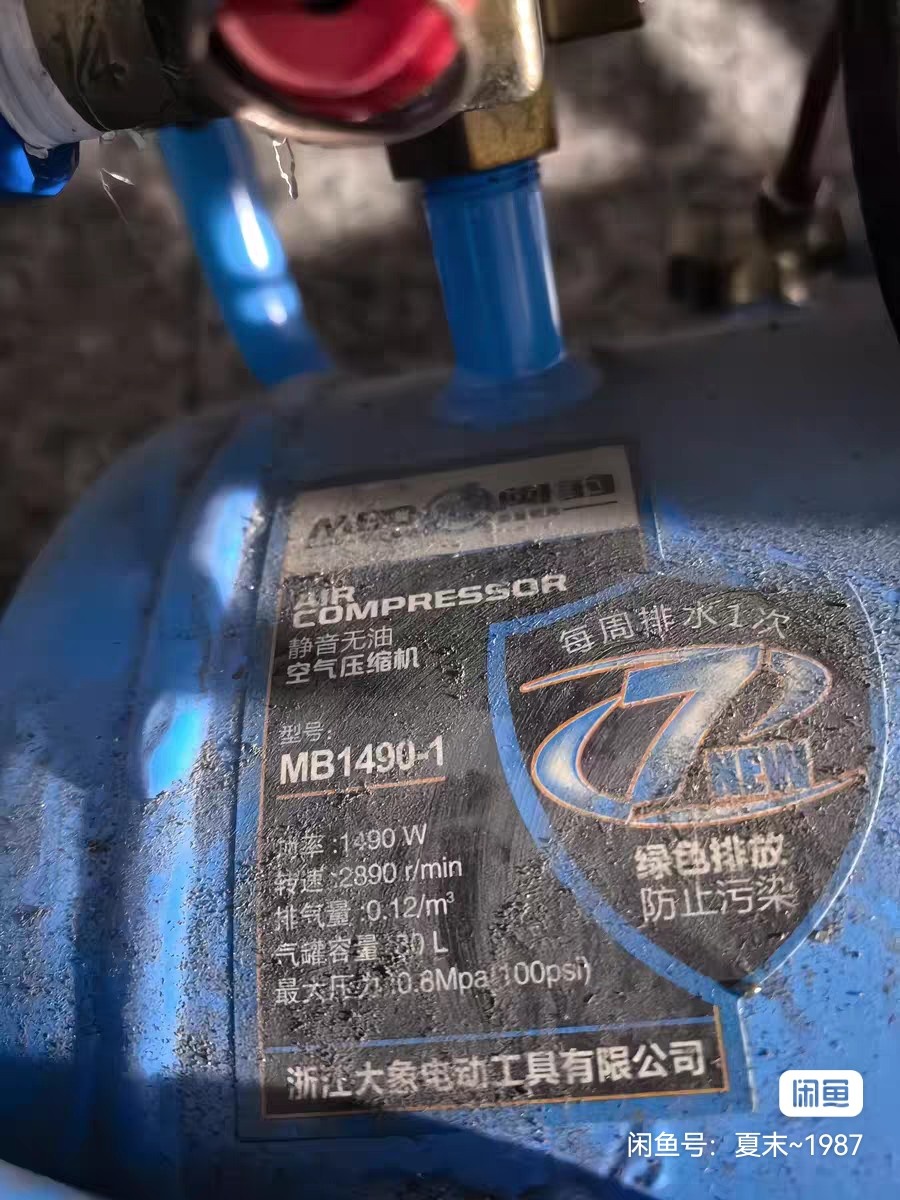 AIR
COMPRESSOR
静音无油
空气压缩机
型号:
MB1490-1
功率:1490 W
转速:2890 r/min
排气量:0.12/m³
气罐容量:30 L
最大压力:0.8Mpa(100psi)
浙江大象电动工具有限公司
每周排水1次
7
NEW
绿色排放
防止污染
闲鱼
闲鱼号：夏末~1987